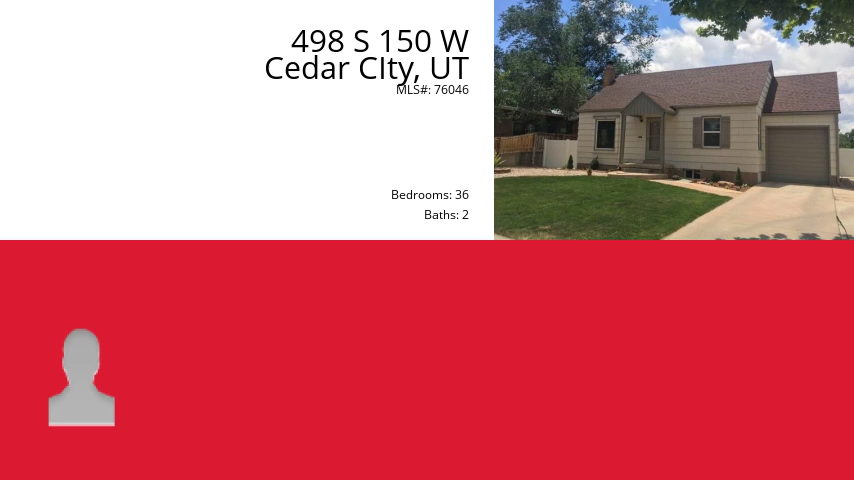 498 S 150 W
Cedar CIty, UT
MLS#: 76046
Bedrooms: 36
Baths: 2